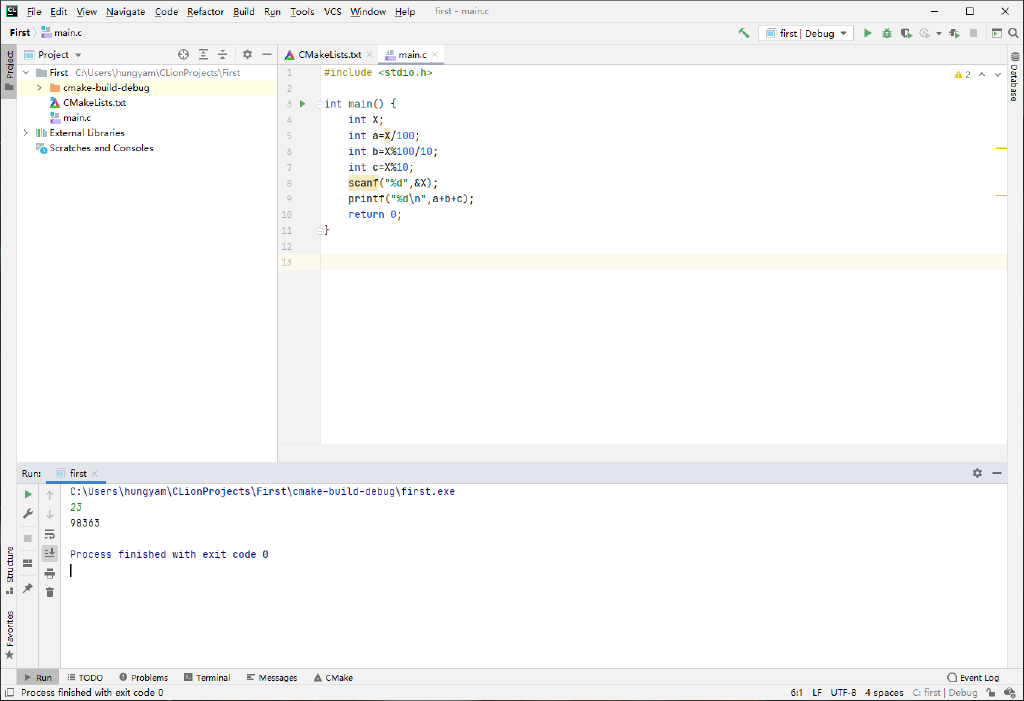 File Edit View Navigate Code Refactor Build Run Tools VCS Window Help first - main.c
First main.c first | Debug
Project CMakeLists.txt main.c
First C:\Users\hungyam\CLionProjects\First
cmake-build-debug
CMakeLists.txt
main.c
External Libraries
Scratches and Consoles
Project
Structure
Favorites
Database
2
1 #include <stdio.h>
2
3 int main() {
4 int X;
5 int a=X/100;
6 int b=X%100/10;
7 int c=X%10;
8 scanf("%d",&X);
9 printf("%d\n",a+b+c);
10 return 0;
11 }
12
13
Run: first
C:\Users\hungyam\CLionProjects\First\cmake-build-debug\first.exe
23
98363
Process finished with exit code 0
Run TODO Problems Terminal Messages CMake Event Log
Process finished with exit code 0 6:1 LF UTF-8 4 spaces C: first | Debug